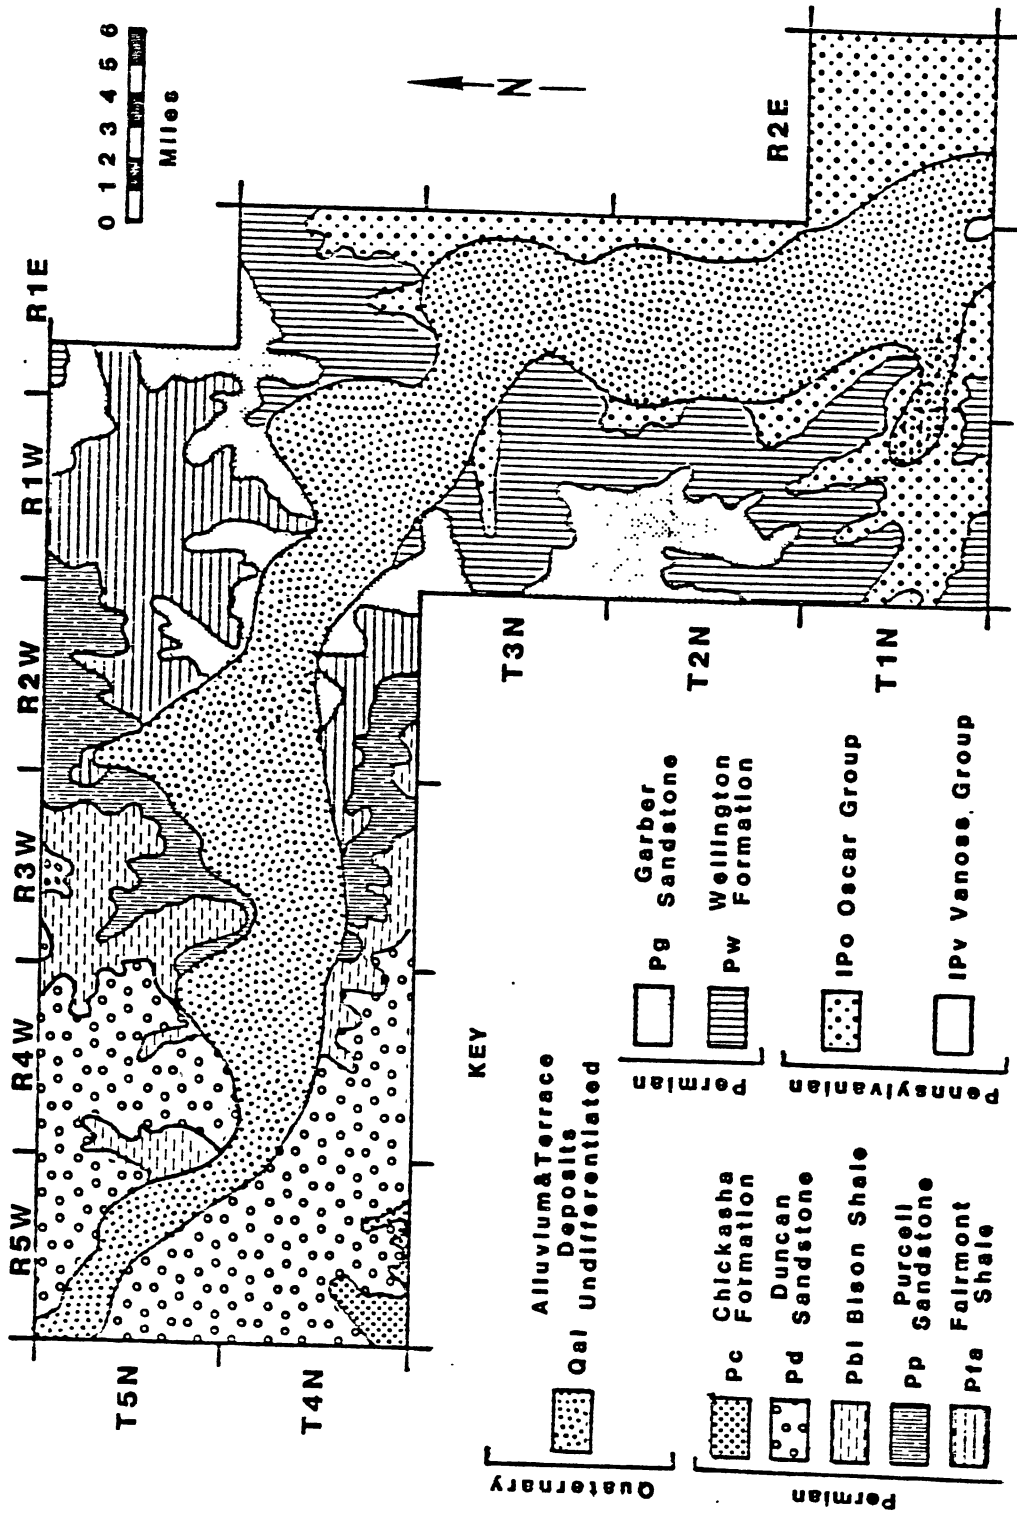 R5W R4W R3W R2W R1W R1E
0 1 2 3 4 5 6
Miles
N
R2E
T5N
T4N
T3N
T2N
T1N
KEY
Quaternary
Qal Alluvium&Terrace
Deposits
Undifferentiated
Permian
Pc Chickasha
Formation
Pd Duncan
Sandstone
Pbl Bison Shale
Pp Purcell
Sandstone
Pfa Fairmont
Shale
Permian
Pg Garber
Sandstone
Pw Wellington
Formation
Pennsylvanian
IPo Oscar Group
IPv Vanoss. Group